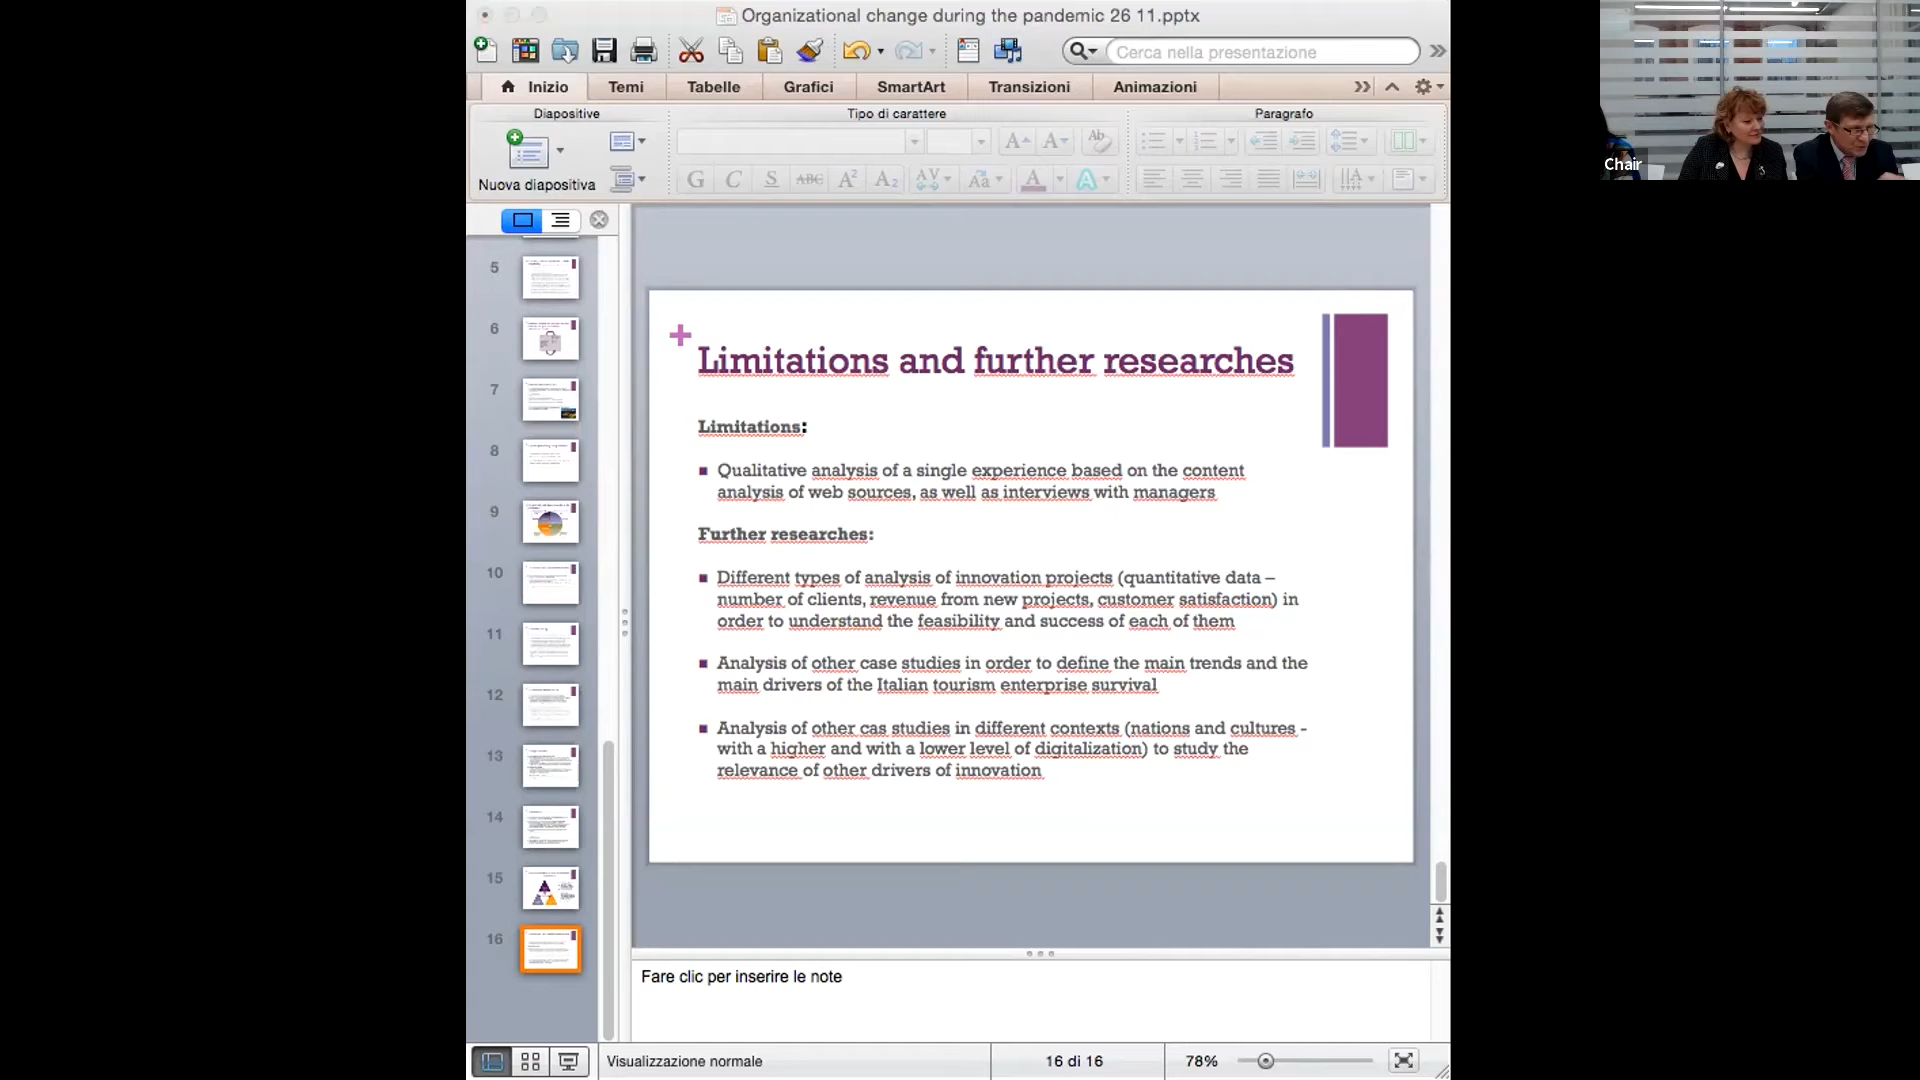 Organizational change during the pandemic 26 11.pptx
Cerca nella presentazione
Inizio
Temi
Tabelle
Grafici
SmartArt
Transizioni
Animazioni
Diapositive
Tipo di carattere
Paragrafo
Nuova diapositiva
G C S ABC A² A₂ AV Aa A A
Chair
5
6
7
8
9
10
11
12
13
14
15
16
Limitations and further researches
Limitations:
Qualitative analysis of a single experience based on the content
analysis of web sources, as well as interviews with managers
Further researches:
Different types of analysis of innovation projects (quantitative data –
number of clients, revenue from new projects, customer satisfaction) in
order to understand the feasibility and success of each of them
Analysis of other case studies in order to define the main trends and the
main drivers of the Italian tourism enterprise survival
Analysis of other cas studies in different contexts (nations and cultures -
with a higher and with a lower level of digitalization) to study the
relevance of other drivers of innovation
Fare clic per inserire le note
Visualizzazione normale
16 di 16
78%